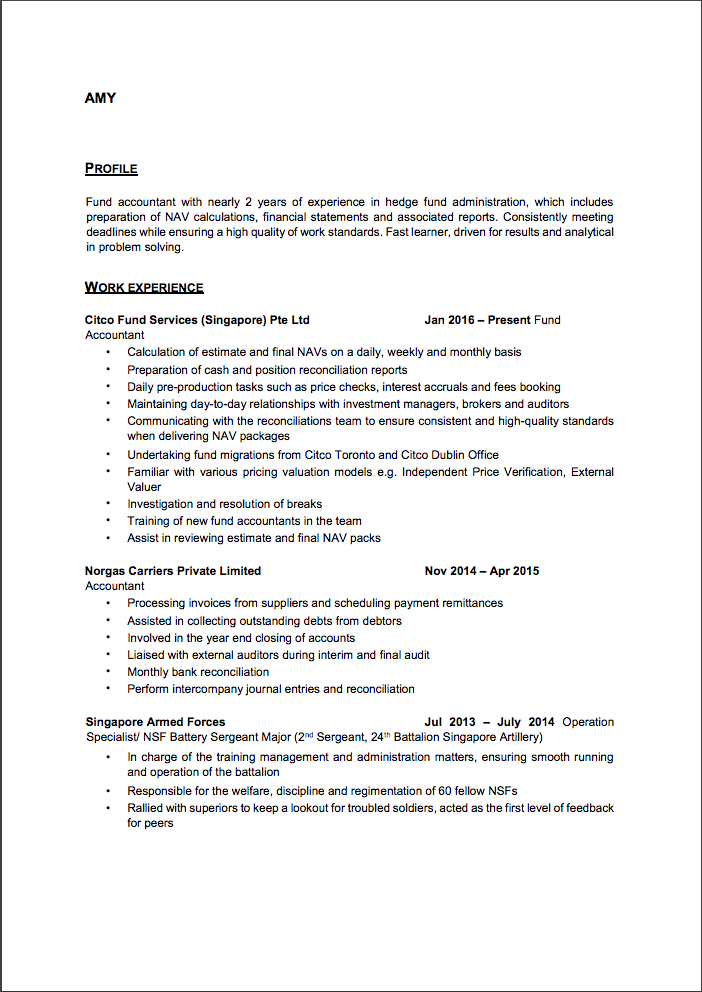 AMY
PROFILE
Fund accountant with nearly 2 years of experience in hedge fund administration, which includes
preparation of NAV calculations, financial statements and associated reports. Consistently meeting
deadlines while ensuring a high quality of work standards. Fast learner, driven for results and analytical
in problem solving.
WORK EXPERIENCE
Citco Fund Services (Singapore) Pte Ltd Jan 2016 – Present Fund
Accountant
• Calculation of estimate and final NAVs on a daily, weekly and monthly basis
• Preparation of cash and position reconciliation reports
• Daily pre-production tasks such as price checks, interest accruals and fees booking
• Maintaining day-to-day relationships with investment managers, brokers and auditors
• Communicating with the reconciliations team to ensure consistent and high-quality standards
when delivering NAV packages
• Undertaking fund migrations from Citco Toronto and Citco Dublin Office
• Familiar with various pricing valuation models e.g. Independent Price Verification, External
Valuer
• Investigation and resolution of breaks
• Training of new fund accountants in the team
• Assist in reviewing estimate and final NAV packs
Norgas Carriers Private Limited Nov 2014 – Apr 2015
Accountant
• Processing invoices from suppliers and scheduling payment remittances
• Assisted in collecting outstanding debts from debtors
• Involved in the year end closing of accounts
• Liaised with external auditors during interim and final audit
• Monthly bank reconciliation
• Perform intercompany journal entries and reconciliation
Singapore Armed Forces Jul 2013 – July 2014 Operation
Specialist/ NSF Battery Sergeant Major (2nd Sergeant, 24th Battalion Singapore Artillery)
• In charge of the training management and administration matters, ensuring smooth running
and operation of the battalion
• Responsible for the welfare, discipline and regimentation of 60 fellow NSFs
• Rallied with superiors to keep a lookout for troubled soldiers, acted as the first level of feedback
for peers